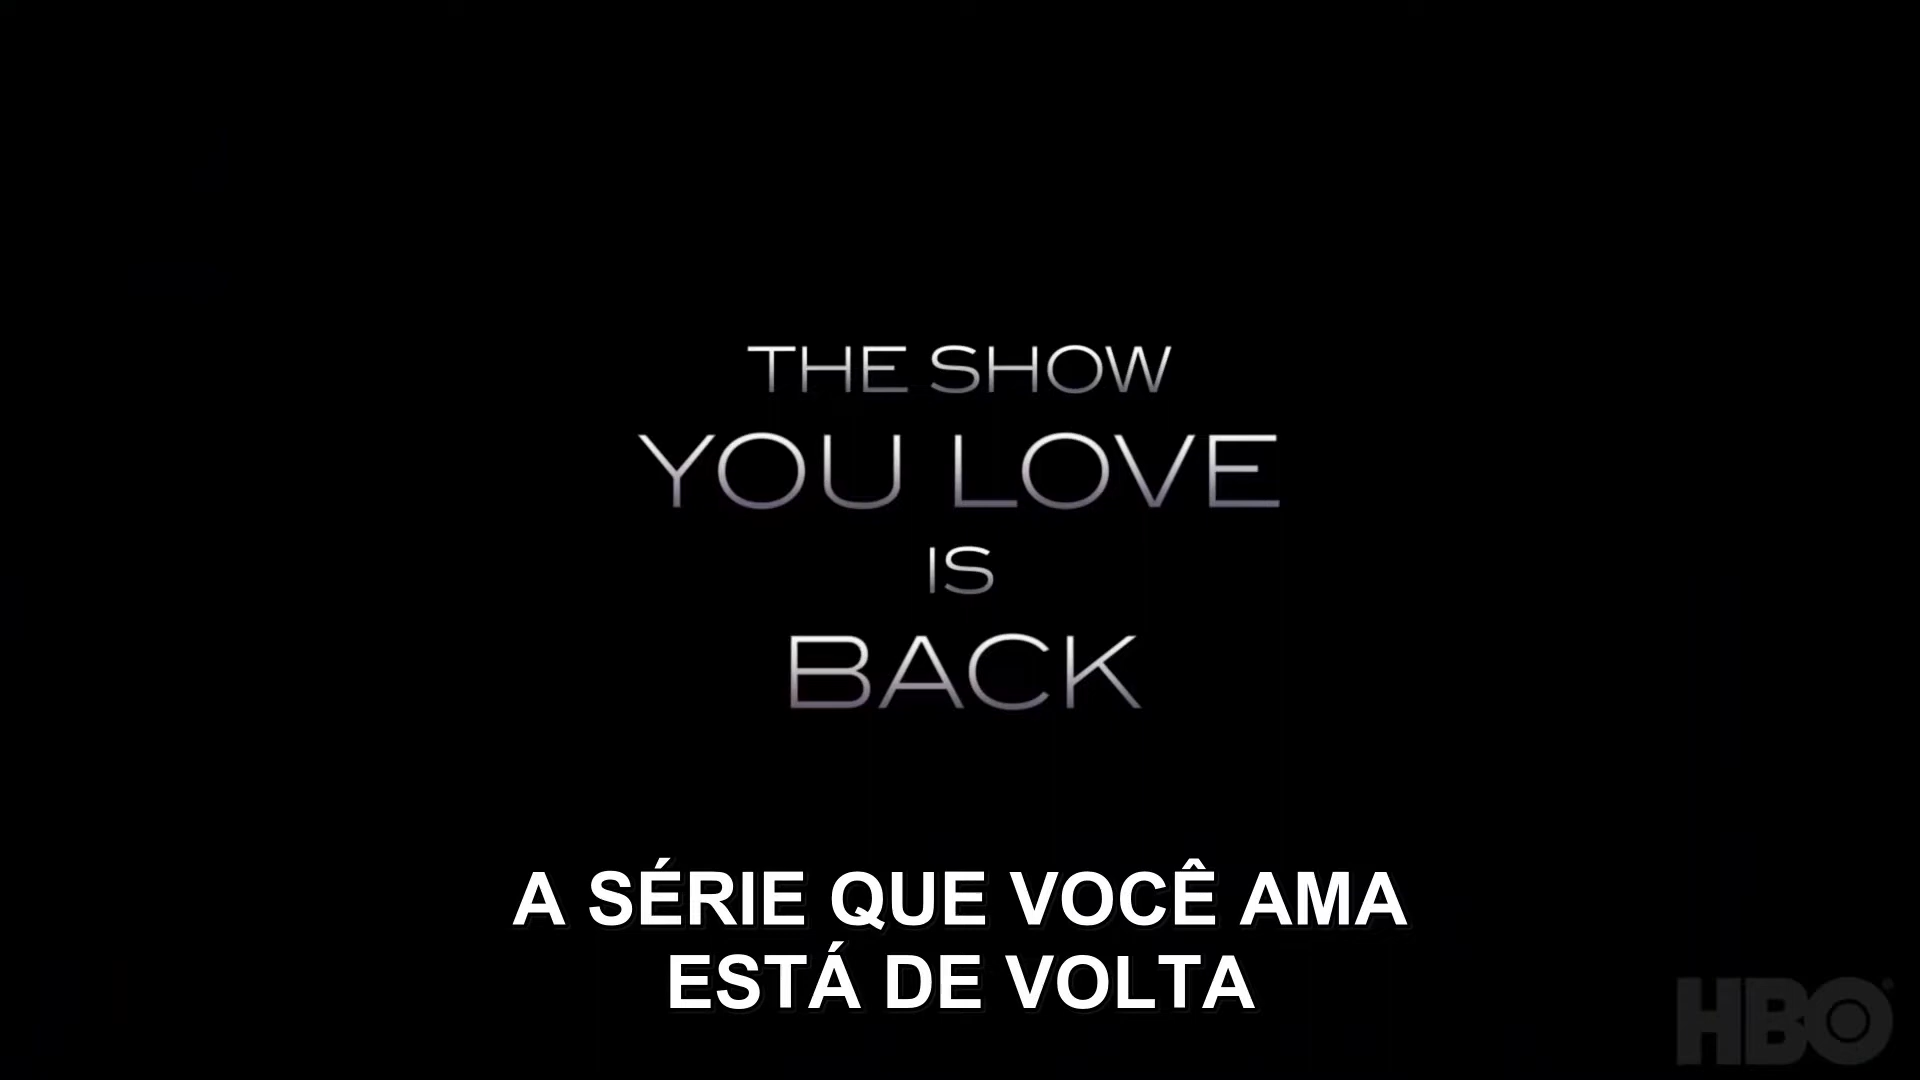 THE SHOW
YOU LOVE
IS
BACK
A SÉRIE QUE VOCÊ AMA
ESTÁ DE VOLTA
HBO